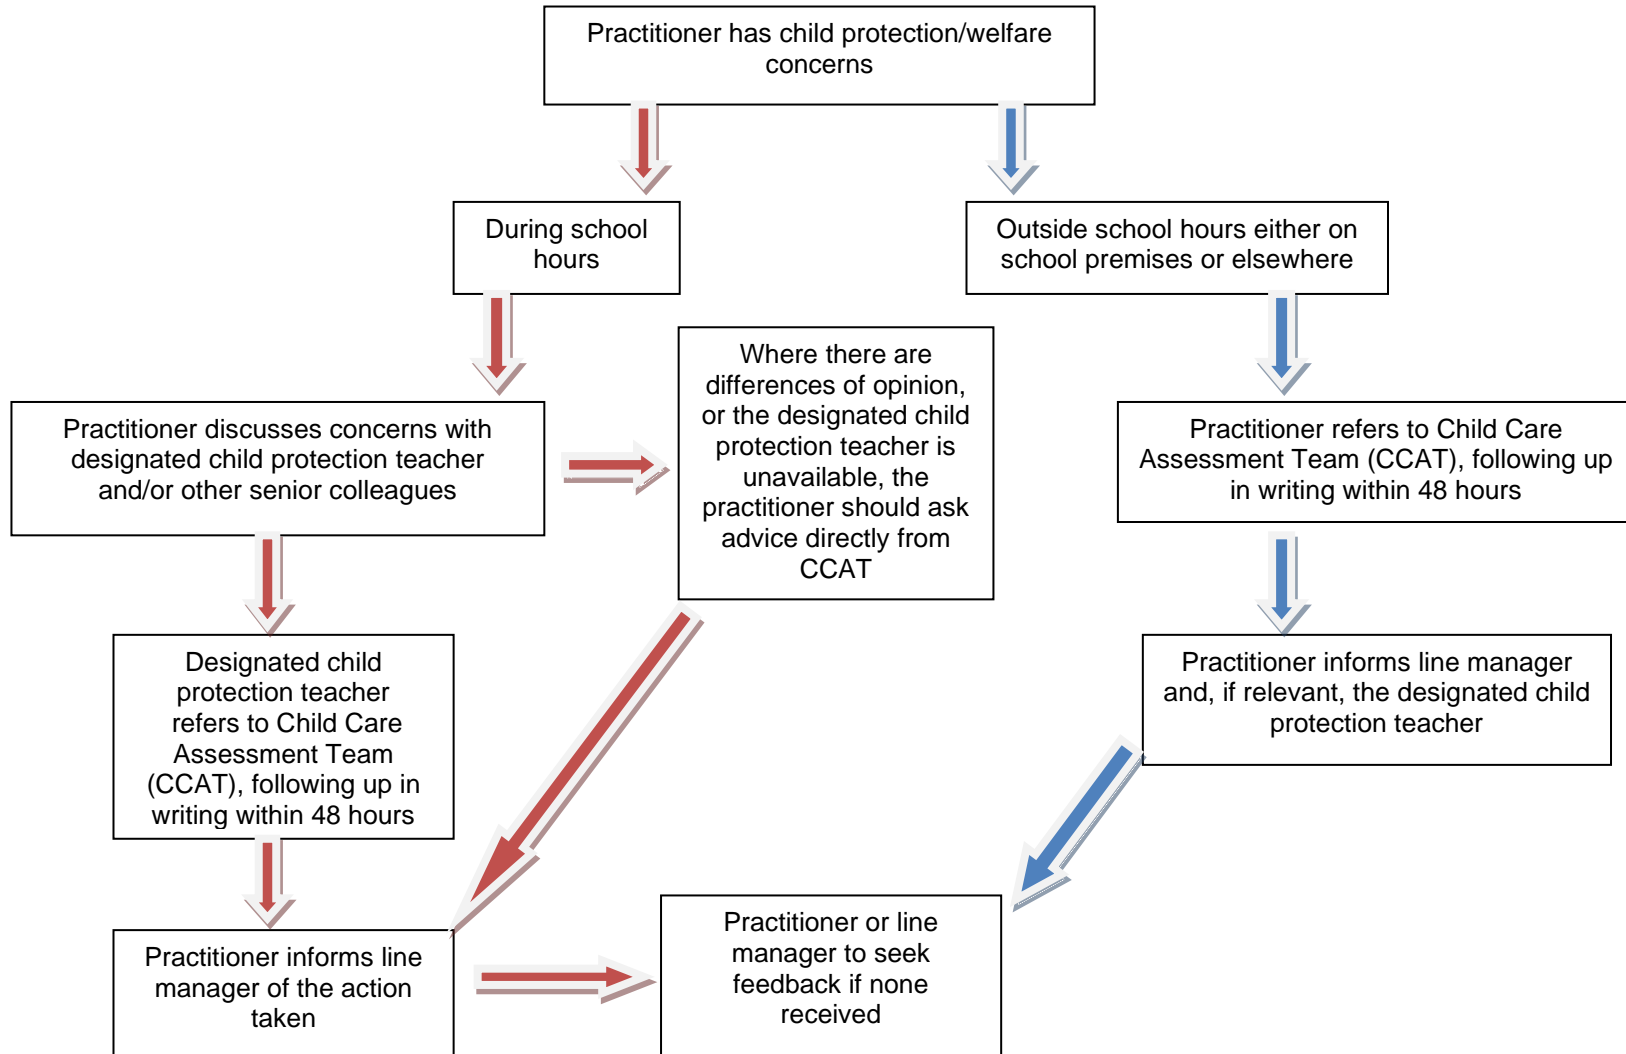 Practitioner has child protection/welfare
concerns
During school
hours
Outside school hours either on
school premises or elsewhere
Where there are
differences of opinion,
or the designated child
protection teacher is
unavailable, the
practitioner should ask
advice directly from
CCAT
Practitioner discusses concerns with
designated child protection teacher
and/or other senior colleagues
Practitioner refers to Child Care
Assessment Team (CCAT), following up
in writing within 48 hours
Designated child
protection teacher
refers to Child Care
Assessment Team
(CCAT), following up in
writing within 48 hours
Practitioner informs line manager
and, if relevant, the designated child
protection teacher
Practitioner informs line
manager of the action
taken
Practitioner or line
manager to seek
feedback if none
received